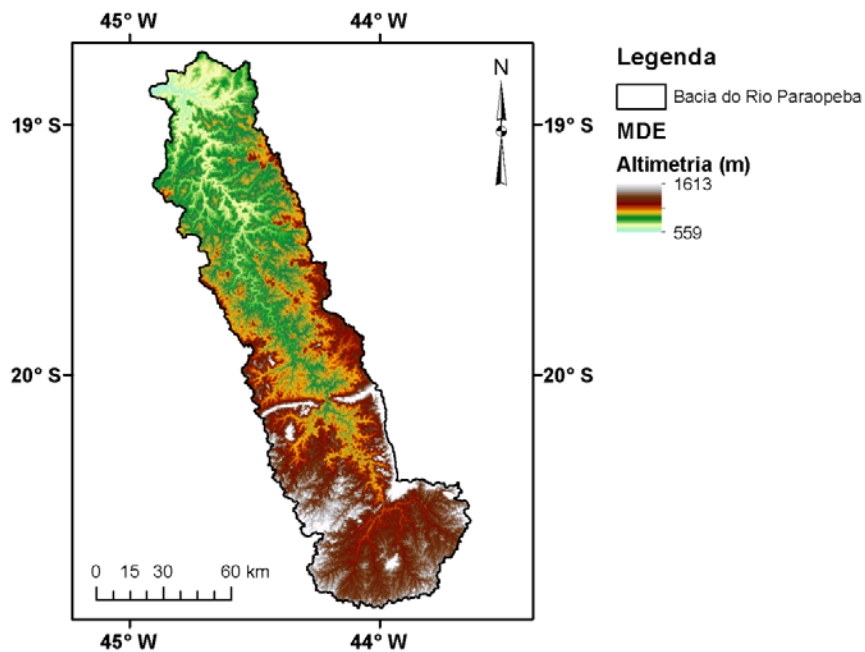 45° W 44° W
19° S
20° S 20° S
0 15 30 60 km
45° W 44° W
N
Legenda
Bacia do Rio Paraopeba
MDE
Altimetria (m)
1613
559